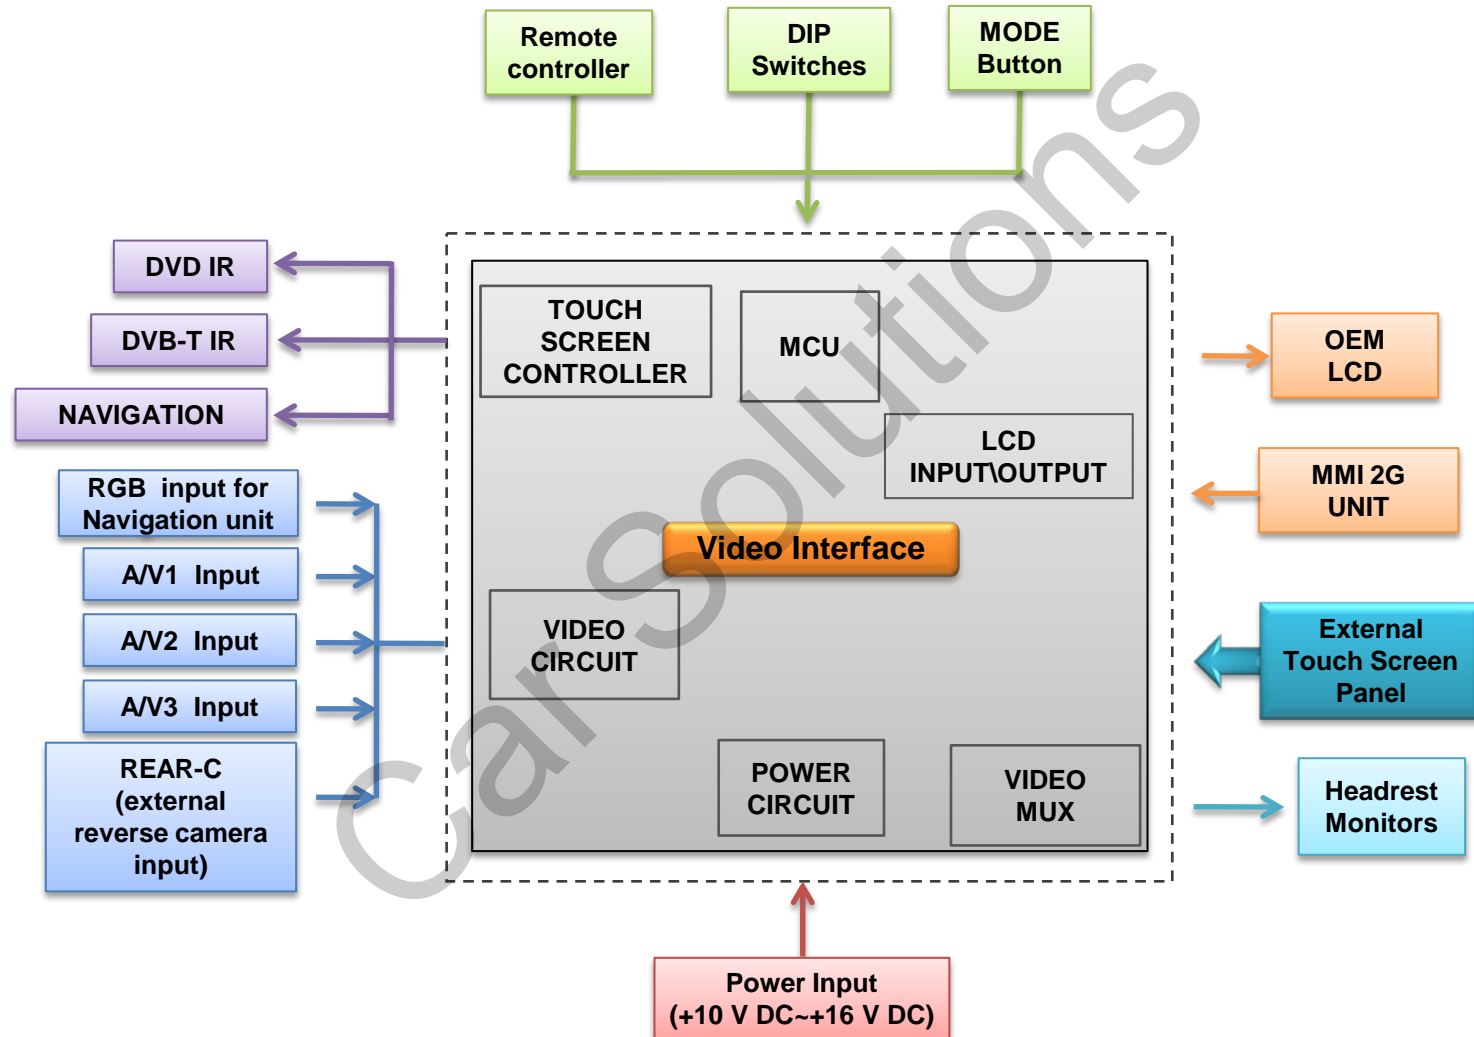 Remote
controller
DIP
Switches
MODE
Button
DVD IR
DVB-T IR
NAVIGATION
RGB input for
Navigation unit
A/V1 Input
A/V2 Input
A/V3 Input
REAR-C
(external
reverse camera
input)
TOUCH
SCREEN
CONTROLLER
MCU
LCD
INPUT\OUTPUT
Video Interface
VIDEO
CIRCUIT
POWER
CIRCUIT
VIDEO
MUX
OEM
LCD
MMI 2G
UNIT
External
Touch Screen
Panel
Headrest
Monitors
Power Input
(+10 V DC~+16 V DC)
Car Solutions